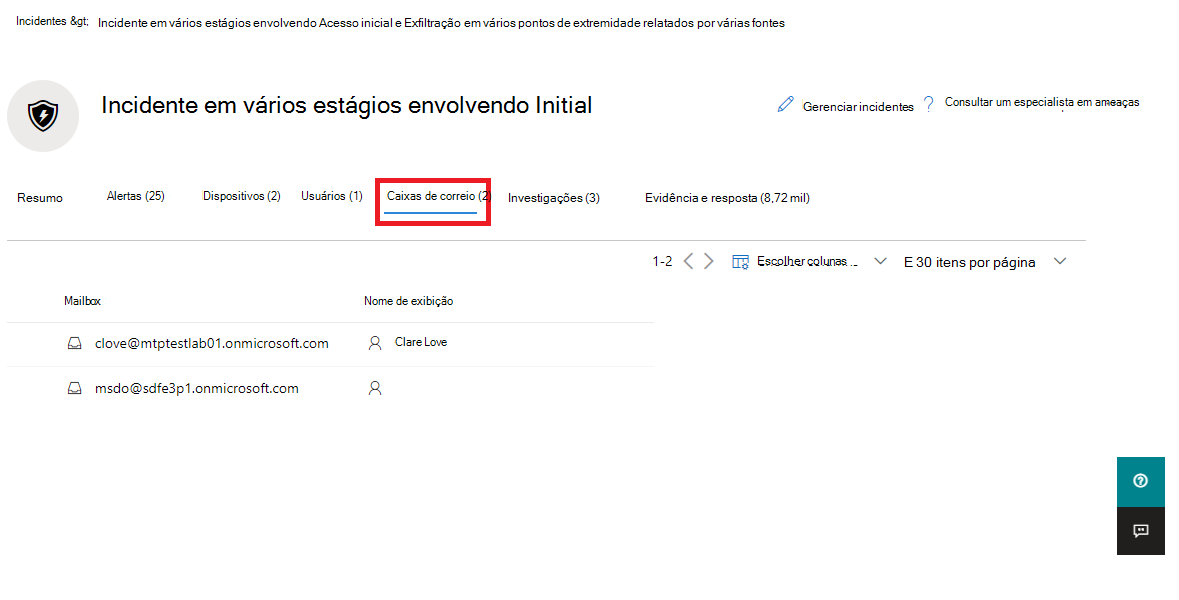 Incidentes &gt; Incidente em vários estágios envolvendo Acesso inicial e Exfiltração em vários pontos de extremidade relatados por várias fontes
Incidente em vários estágios envolvendo Initial
Gerenciar incidentes ? Consultar um especialista em ameaças
Resumo Alertas (25) Dispositivos (2) Usuários (1) Caixas de correio (2) Investigações (3) Evidência e resposta (8,72 mil)
1-2 Escolher colunas... E 30 itens por página
Mailbox Nome de exibição
clove@mtptestlab01.onmicrosoft.com Clare Love
msdo@sdfe3p1.onmicrosoft.com